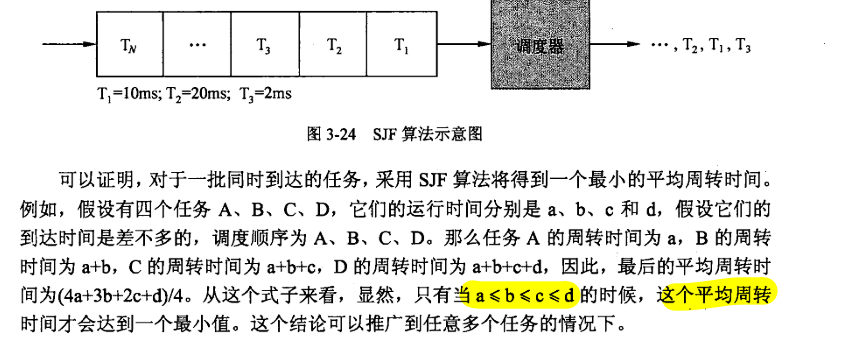 T_N … T_3 T_2 T_1 调度器 …, T_2, T_1, T_3
T_1=10ms; T_2=20ms; T_3=2ms
图 3-24 SJF 算法示意图
可以证明，对于一批同时到达的任务，采用 SJF 算法将得到一个最小的平均周转时间。
例如，假设有四个任务 A、B、C、D，它们的运行时间分别是 a、b、c 和 d，假设它们的
到达时间是差不多的，调度顺序为 A、B、C、D。那么任务 A 的周转时间为 a，B 的周转
时间为 a+b，C 的周转时间为 a+b+c，D 的周转时间为 a+b+c+d，因此，最后的平均周转时
间为(4a+3b+2c+d)/4。从这个式子来看，显然，只有当 a≤b≤c≤d 的时候，这个平均周转
时间才会达到一个最小值。这个结论可以推广到任意多个任务的情况下。